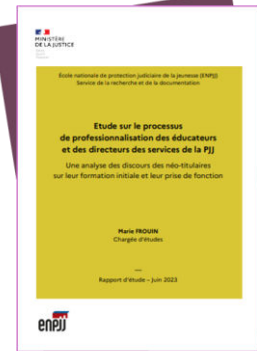 MINISTÈRE
DE LA JUSTICE
École nationale de protection judiciaire de la jeunesse (ENPJJ)
Service de la recherche et de la documentation
Etude sur le processus
de professionnalisation des éducateurs
et des directeurs des services de la PJJ
Une analyse des discours des néo-titulaires
sur leur formation initiale et leur prise de fonction
Marie FROUIN
Chargée d'études
Rapport d'étude – Juin 2023
enpjj